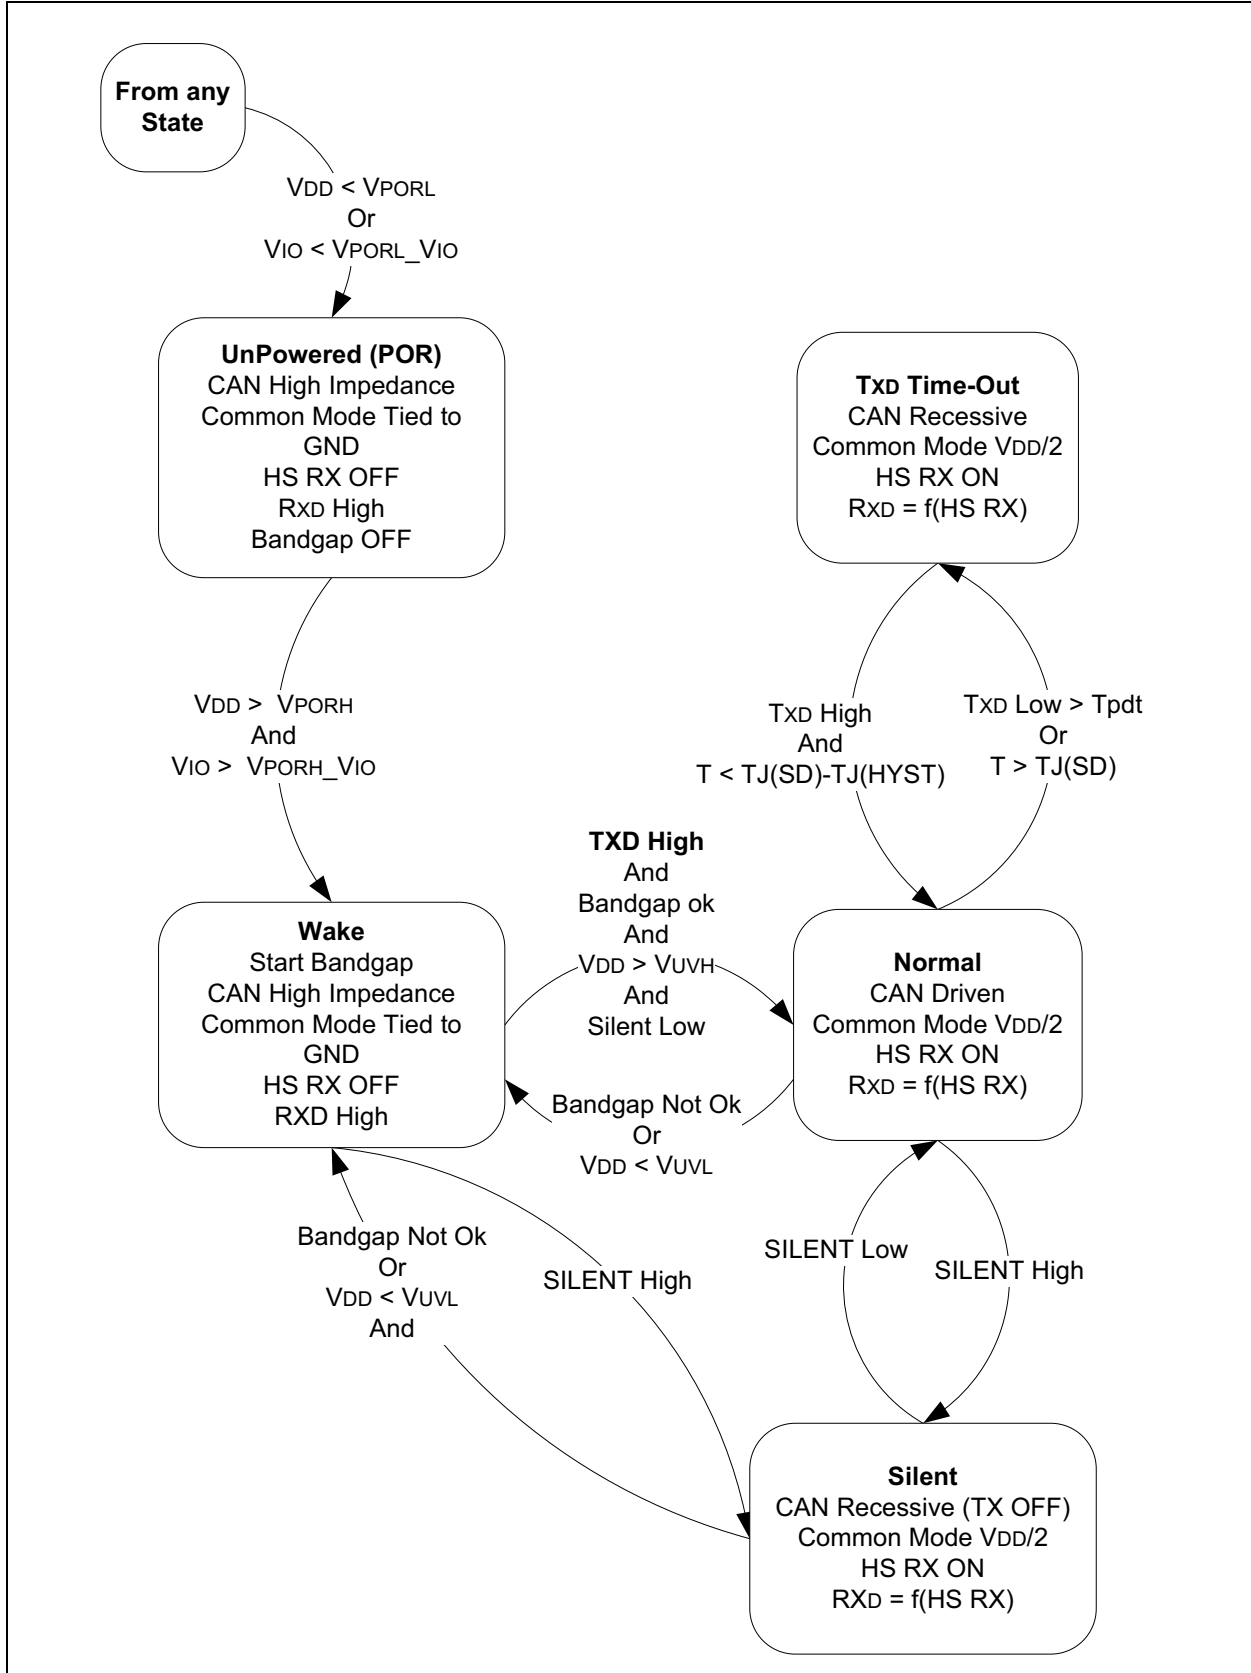 From any
State
VDD < VPORL
Or
VIO < VPORL_VIO
UnPowered (POR)
CAN High Impedance
Common Mode Tied to
GND
HS RX OFF
RXD High
Bandgap OFF
TXD Time-Out
CAN Recessive
Common Mode VDD/2
HS RX ON
RXD = f(HS RX)
VDD > VPORH
And
VIO > VPORH_VIO
TXD High
And
T < TJ(SD)-TJ(HYST)
TXD Low > Tpdt
Or
T > TJ(SD)
TXD High
And
Bandgap ok
And
VDD > VUVH
And
Silent Low
Wake
Start Bandgap
CAN High Impedance
Common Mode Tied to
GND
HS RX OFF
RXD High
Normal
CAN Driven
Common Mode VDD/2
HS RX ON
RXD = f(HS RX)
Bandgap Not Ok
Or
VDD < VUVL
Bandgap Not Ok
Or
VDD < VUVL
And
SILENT High
SILENT Low
SILENT High
Silent
CAN Recessive (TX OFF)
Common Mode VDD/2
HS RX ON
RXD = f(HS RX)